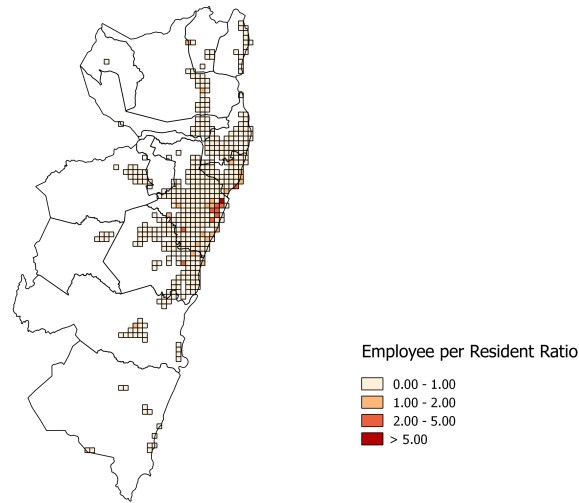 Employee per Resident Ratio
0.00 - 1.00
1.00 - 2.00
2.00 - 5.00
> 5.00